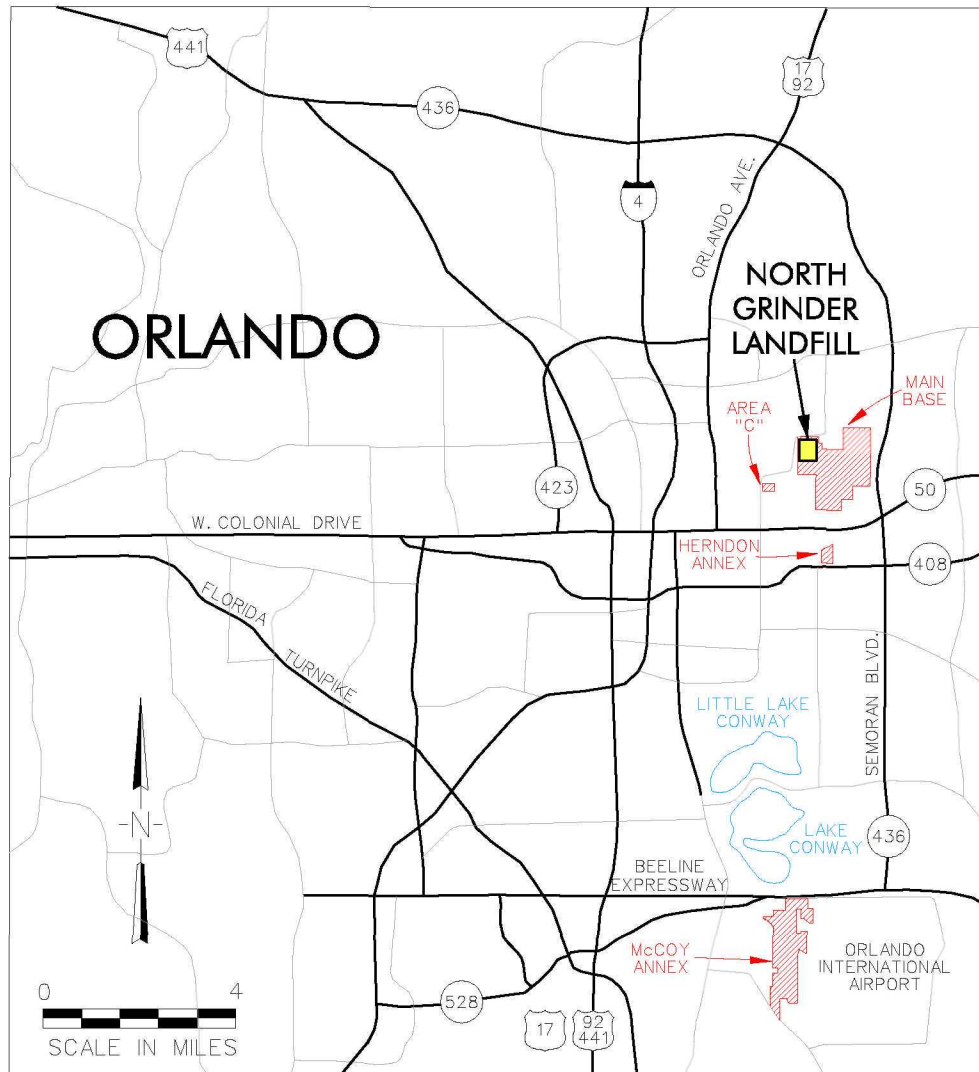 441
17
92
436
4
ORLANDO AVE.
NORTH
GRINDER
LANDFILL
ORLANDO
MAIN
BASE
AREA
"C"
423
50
W. COLONIAL DRIVE
HERNDON
ANNEX
408
FLORIDA
TURNPIKE
SEMORAN BLVD.
LITTLE LAKE
CONWAY
-N-
LAKE
CONWAY
436
BEELINE
EXPRESSWAY
McCOY
ANNEX
ORLANDO
INTERNATIONAL
AIRPORT
0 4
SCALE IN MILES
528
17
92
441